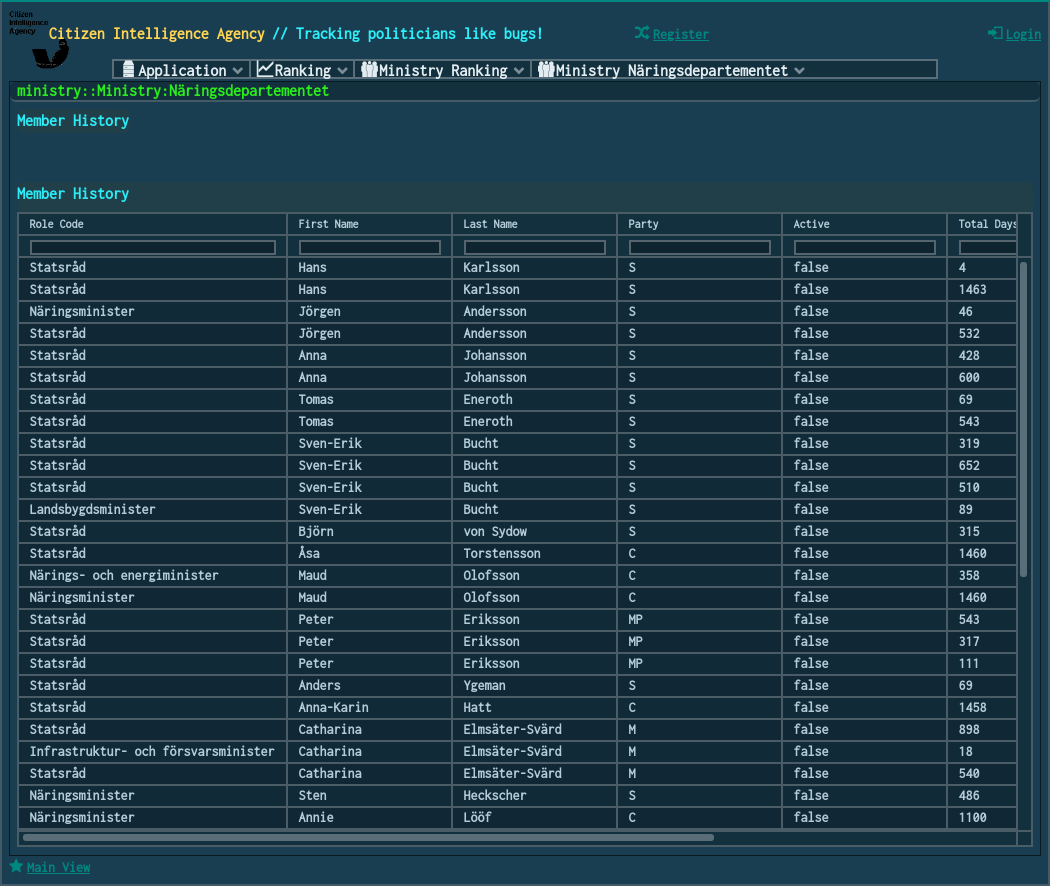 Citizen
Intelligence
Agency
Citizen Intelligence Agency // Tracking politicians like bugs!
Register
Login
Application Ranking Ministry Ranking Ministry Näringsdepartementet
ministry::Ministry:Näringsdepartementet
Member History
Member History
Role Code First Name Last Name Party Active Total Days
Statsråd Hans Karlsson S false 4
Statsråd Hans Karlsson S false 1463
Näringsminister Jörgen Andersson S false 46
Statsråd Jörgen Andersson S false 532
Statsråd Anna Johansson S false 428
Statsråd Anna Johansson S false 600
Statsråd Tomas Eneroth S false 69
Statsråd Tomas Eneroth S false 543
Statsråd Sven-Erik Bucht S false 319
Statsråd Sven-Erik Bucht S false 652
Statsråd Sven-Erik Bucht S false 510
Landsbygdsminister Sven-Erik Bucht S false 89
Statsråd Björn von Sydow S false 315
Statsråd Åsa Torstensson C false 1460
Närings- och energiminister Maud Olofsson C false 358
Näringsminister Maud Olofsson C false 1460
Statsråd Peter Eriksson MP false 543
Statsråd Peter Eriksson MP false 317
Statsråd Peter Eriksson MP false 111
Statsråd Anders Ygeman S false 69
Statsråd Anna-Karin Hatt C false 1458
Statsråd Catharina Elmsäter-Svärd M false 898
Infrastruktur- och försvarsminister Catharina Elmsäter-Svärd M false 18
Statsråd Catharina Elmsäter-Svärd M false 540
Näringsminister Sten Heckscher S false 486
Näringsminister Annie Lööf C false 1100
Main View